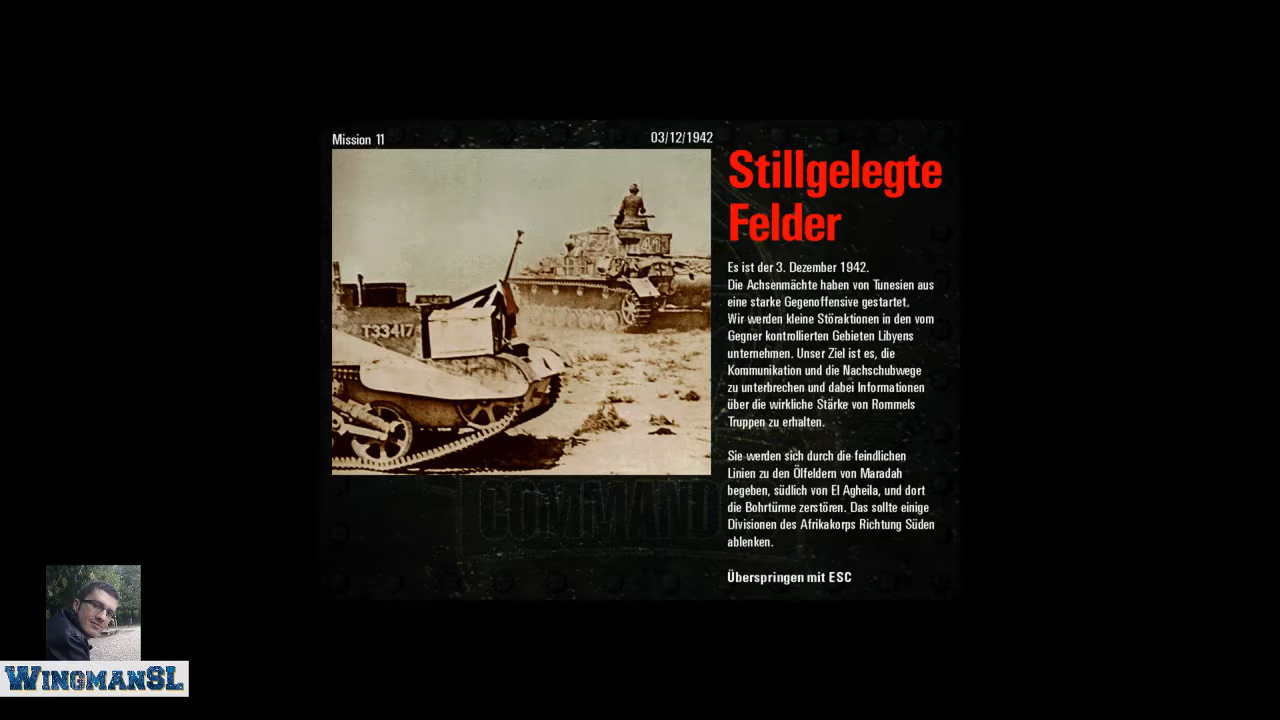 Mission 11
03/12/1942
Stillgelegte
Felder
T33417
Es ist der 3. Dezember 1942.
Die Achsenmächte haben von Tunesien aus
eine starke Gegenoffensive gestartet.
Wir werden kleine Störaktionen in den vom
Gegner kontrollierten Gebieten Libyens
unternehmen. Unser Ziel ist es, die
Kommunikation und die Nachschubwege
zu unterbrechen und dabei Informationen
über die wirkliche Stärke von Rommels
Truppen zu erhalten.
Sie werden sich durch die feindlichen
Linien zu den Ölfeldern von Maradah
begeben, südlich von El Agheila, und dort
die Bohrtürme zerstören. Das sollte einige
Divisionen des Afrikakorps Richtung Süden
ablenken.
Überspringen mit ESC
COMMAND
WINGMANSL